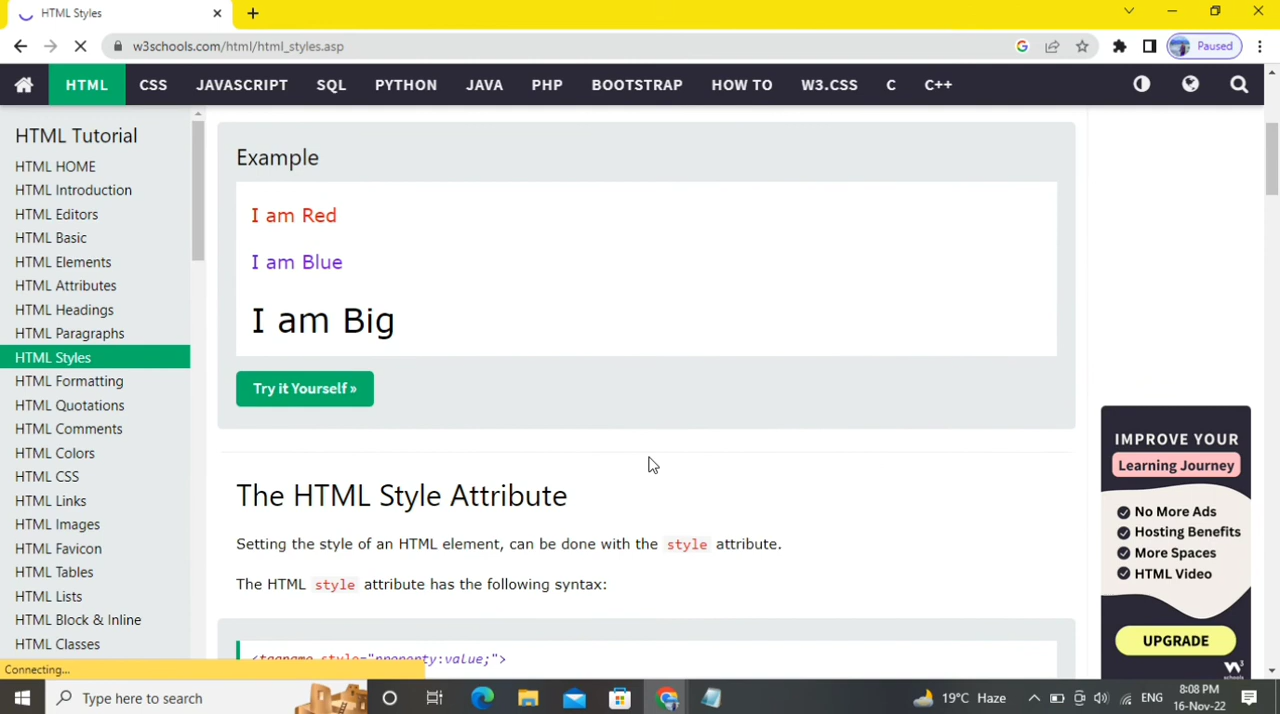 HTML Styles
w3schools.com/html/html_styles.asp
Paused
HTML CSS JAVASCRIPT SQL PYTHON JAVA PHP BOOTSTRAP HOW TO W3.CSS C C++
HTML Tutorial
HTML HOME
HTML Introduction
HTML Editors
HTML Basic
HTML Elements
HTML Attributes
HTML Headings
HTML Paragraphs
HTML Styles
HTML Formatting
HTML Quotations
HTML Comments
HTML Colors
HTML CSS
HTML Links
HTML Images
HTML Favicon
HTML Tables
HTML Lists
HTML Block & Inline
HTML Classes
Example
I am Red
I am Blue
I am Big
Try it Yourself »
The HTML Style Attribute
Setting the style of an HTML element, can be done with the style attribute.
The HTML style attribute has the following syntax:
<tagname style="property:value;">
IMPROVE YOUR
Learning Journey
No More Ads
Hosting Benefits
More Spaces
HTML Video
UPGRADE
W3
schools
Connecting...
Type here to search
19°C Haze
ENG
8:08 PM
16-Nov-22